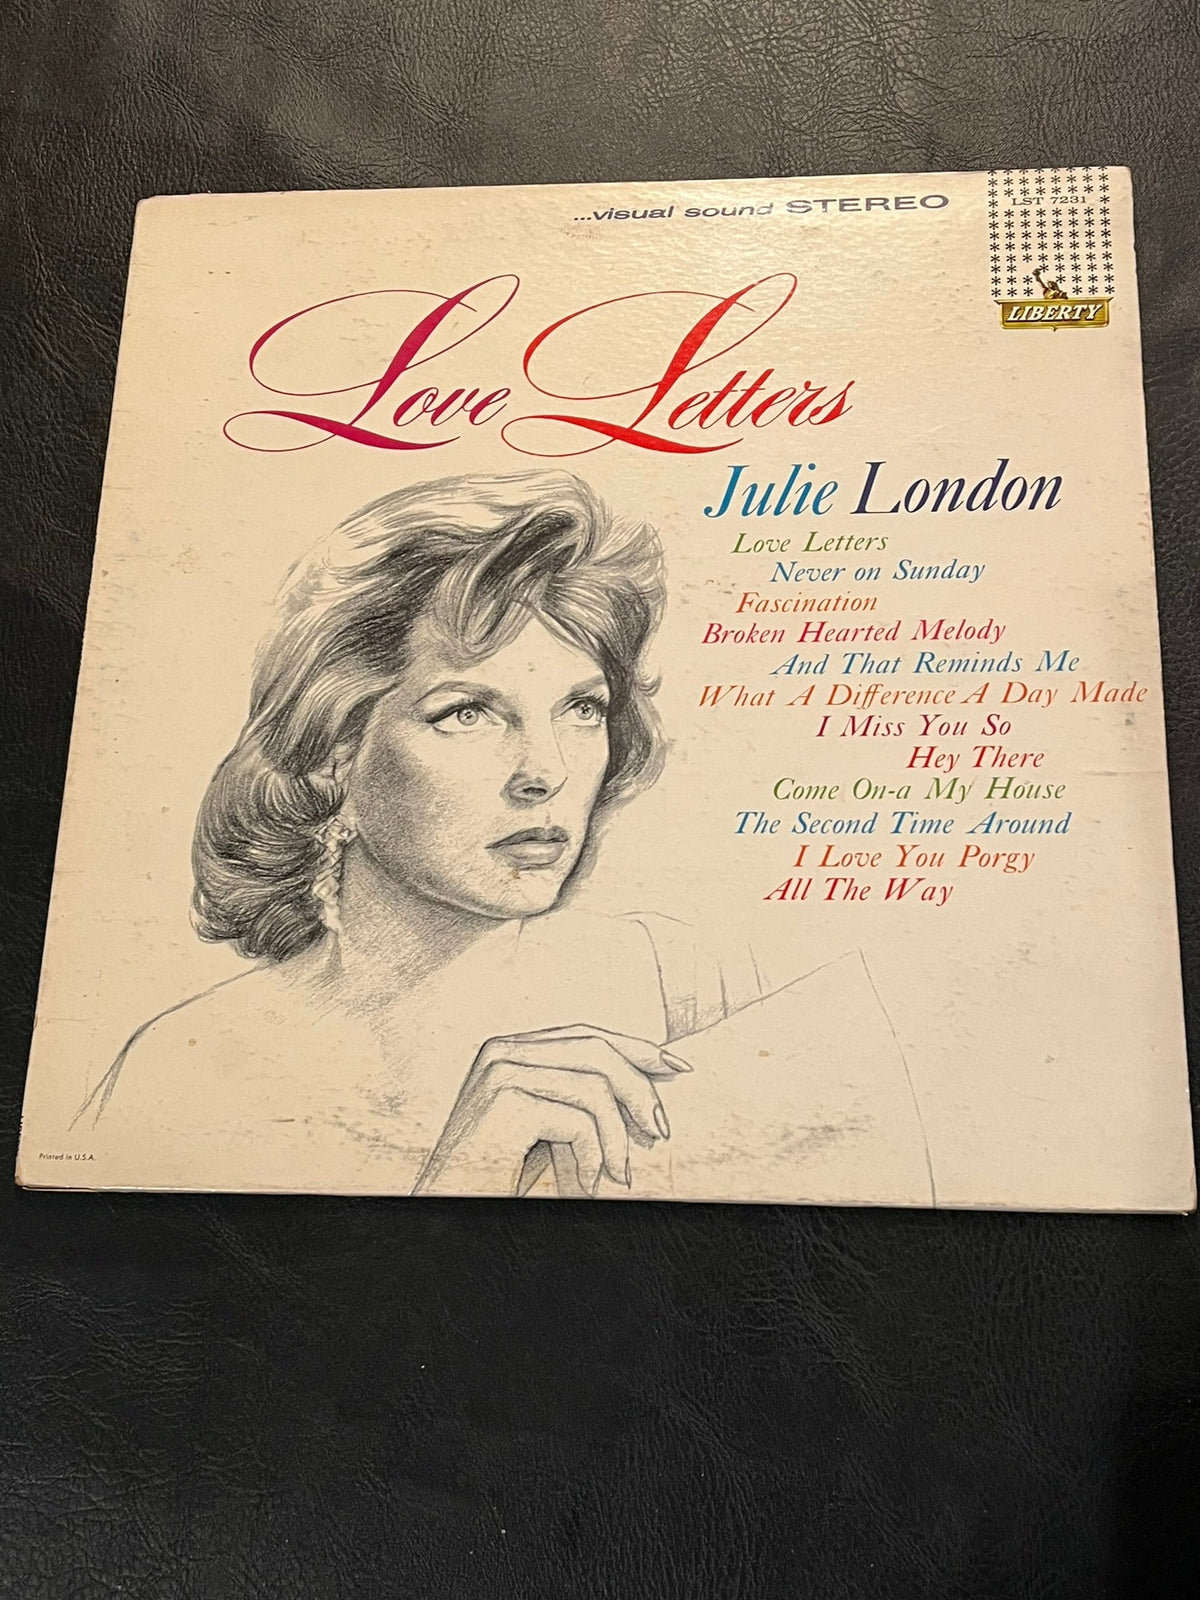 ...visual sound STEREO
LST 7231
LIBERTY
Love Letters
Julie London
Love Letters
Never on Sunday
Fascination
Broken Hearted Melody
And That Reminds Me
What A Difference A Day Made
I Miss You So
Hey There
Come On-a My House
The Second Time Around
I Love You Porgy
All The Way
Printed in U.S.A.